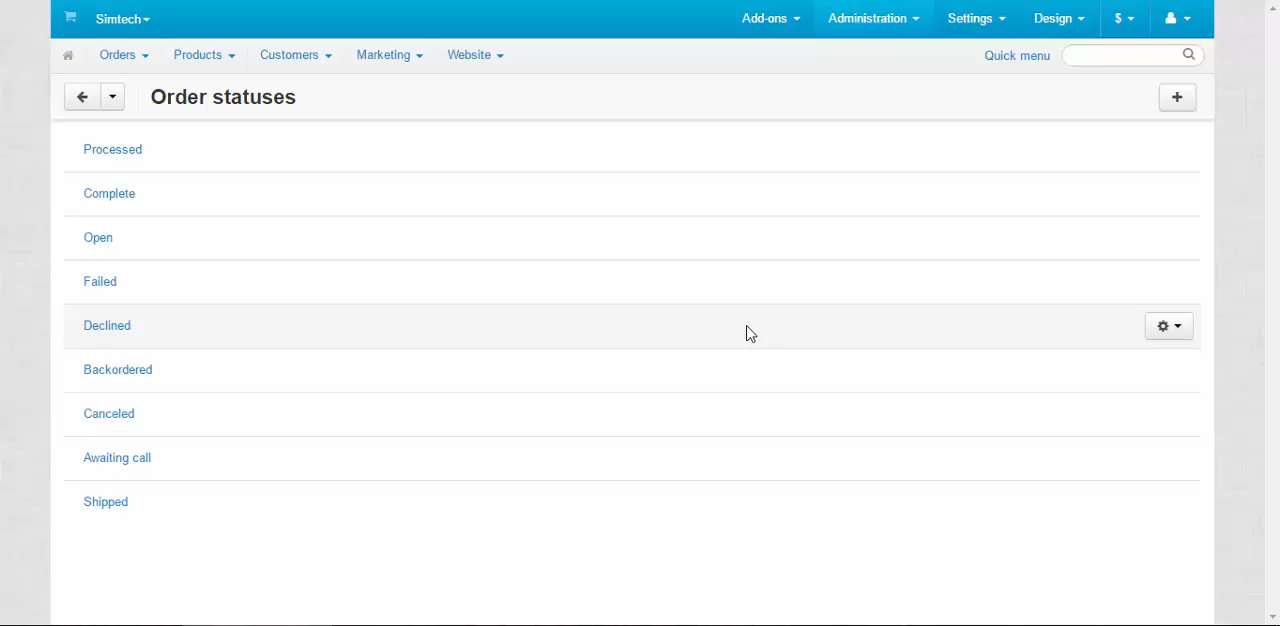 Simtech Add-ons Administration Settings Design $
Orders Products Customers Marketing Website Quick menu
Order statuses
Processed
Complete
Open
Failed
Declined
Backordered
Canceled
Awaiting call
Shipped